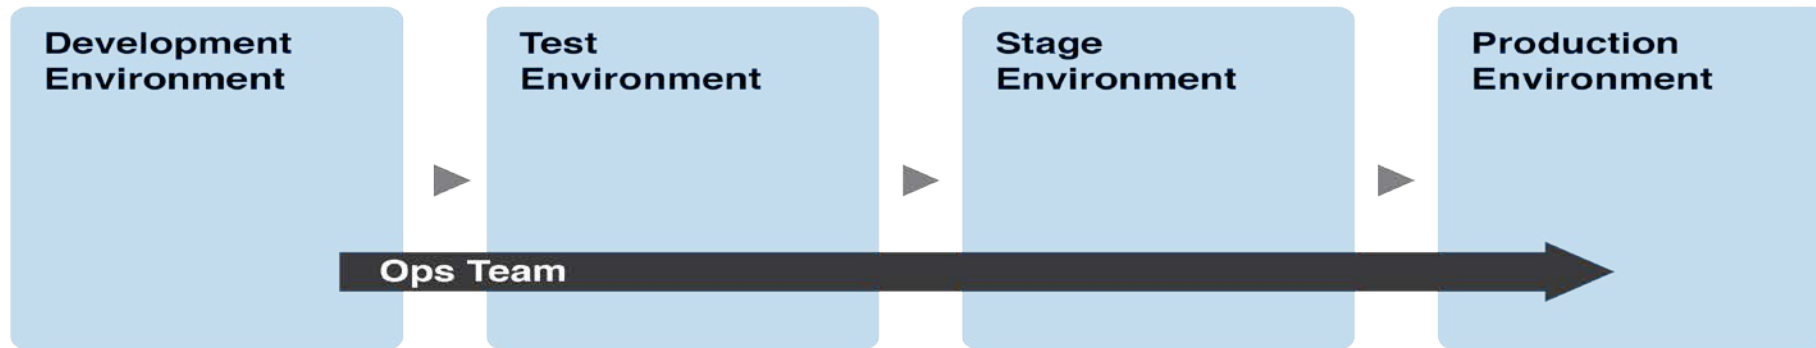 Development
Environment
Test
Environment
Stage
Environment
Production
Environment
Ops Team